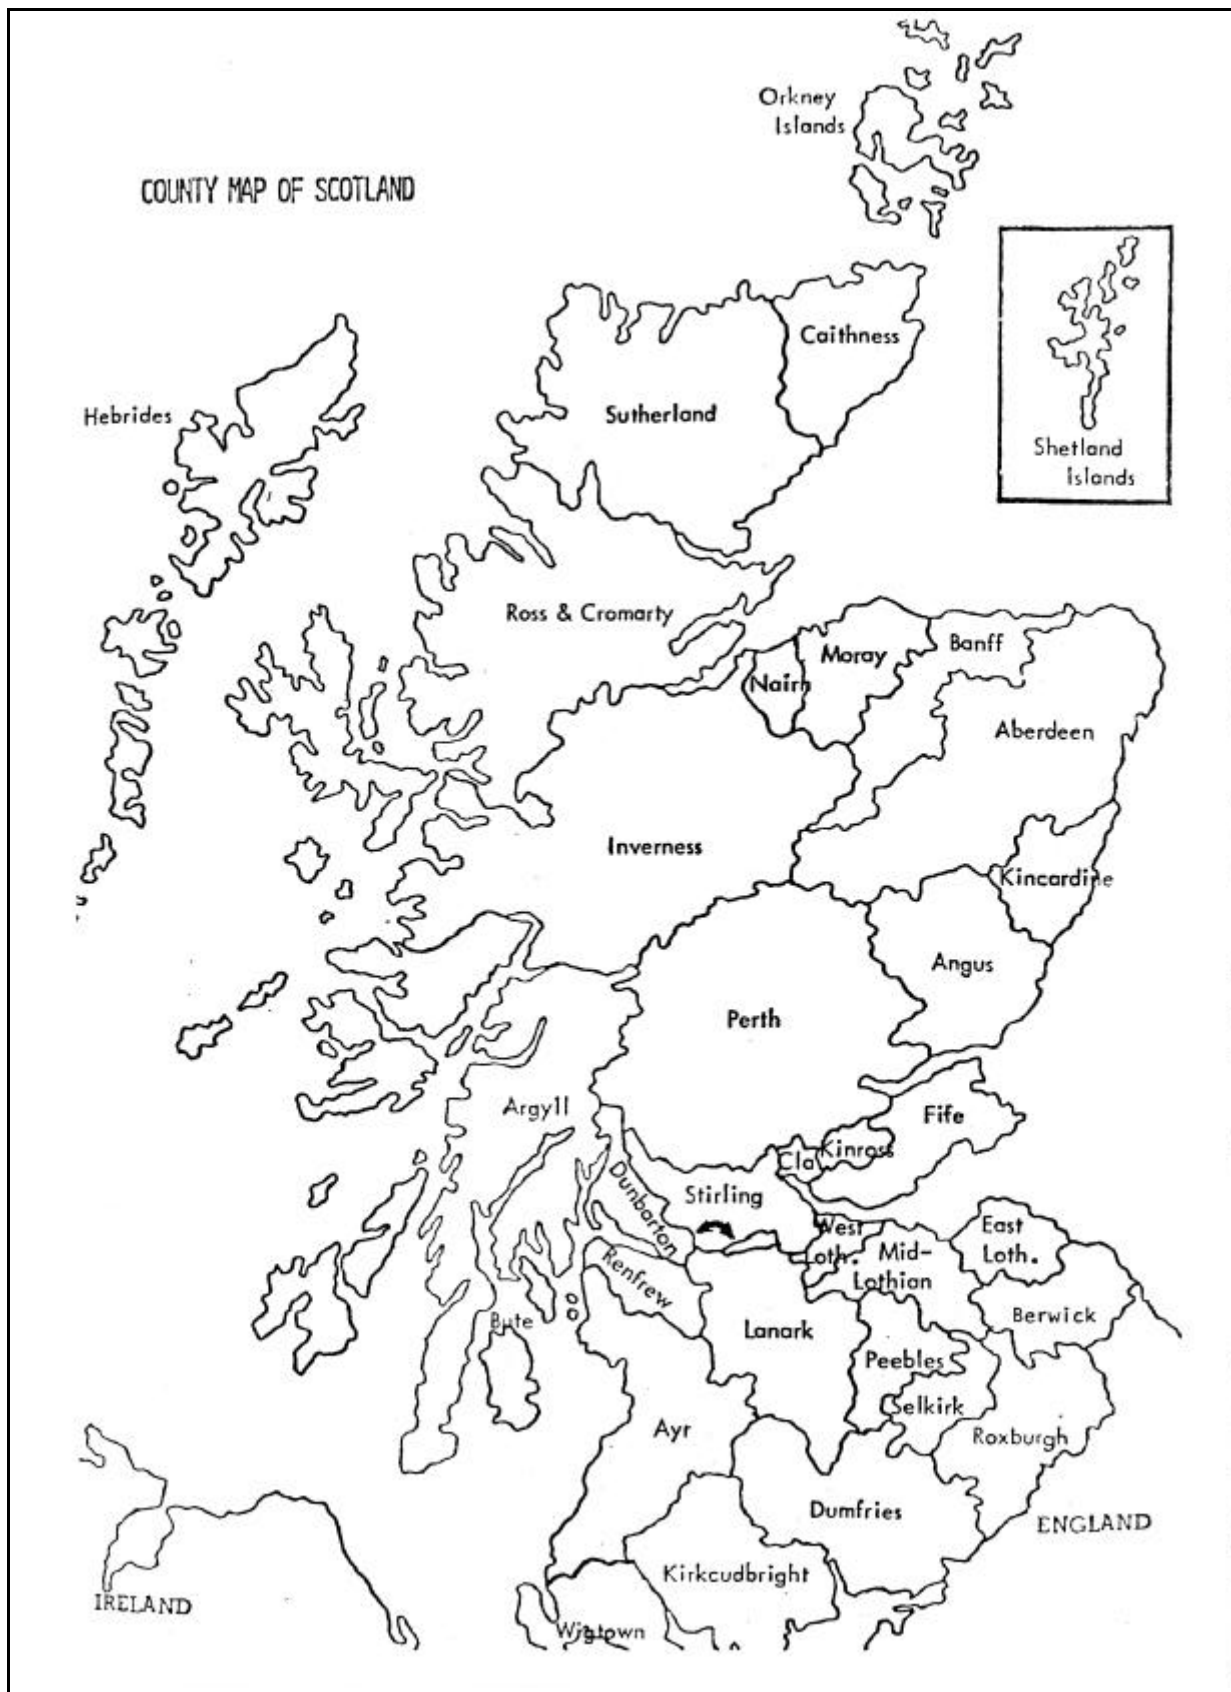 Orkney
Islands
COUNTY MAP OF SCOTLAND
Caithness
Hebrides
Sutherland
Shetland
Islands
Ross & Cromarty
Moray
Banff
Nairn
Aberdeen
Inverness
Kincardine
Angus
Perth
Argyll
Fife
Kinross
Cla
Dunbarton
Stirling
West
Loth.
East
Loth.
Mid-
Lothian
Renfrew
Bute
Lanark
Berwick
Peebles
Selkirk
Ayr
Roxburgh
Dumfries
ENGLAND
Kirkcudbright
IRELAND
Wigtown